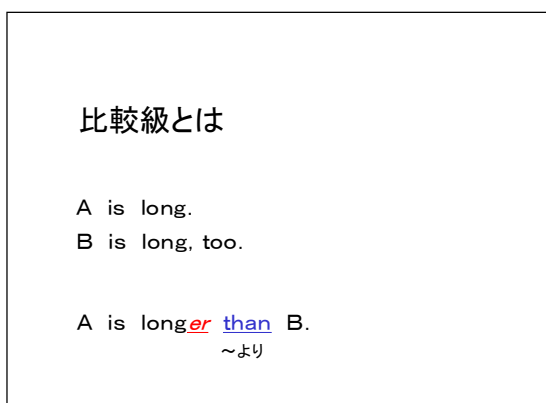 比較級とは
A is long.
B is long, too.
A is longer than B.
～より